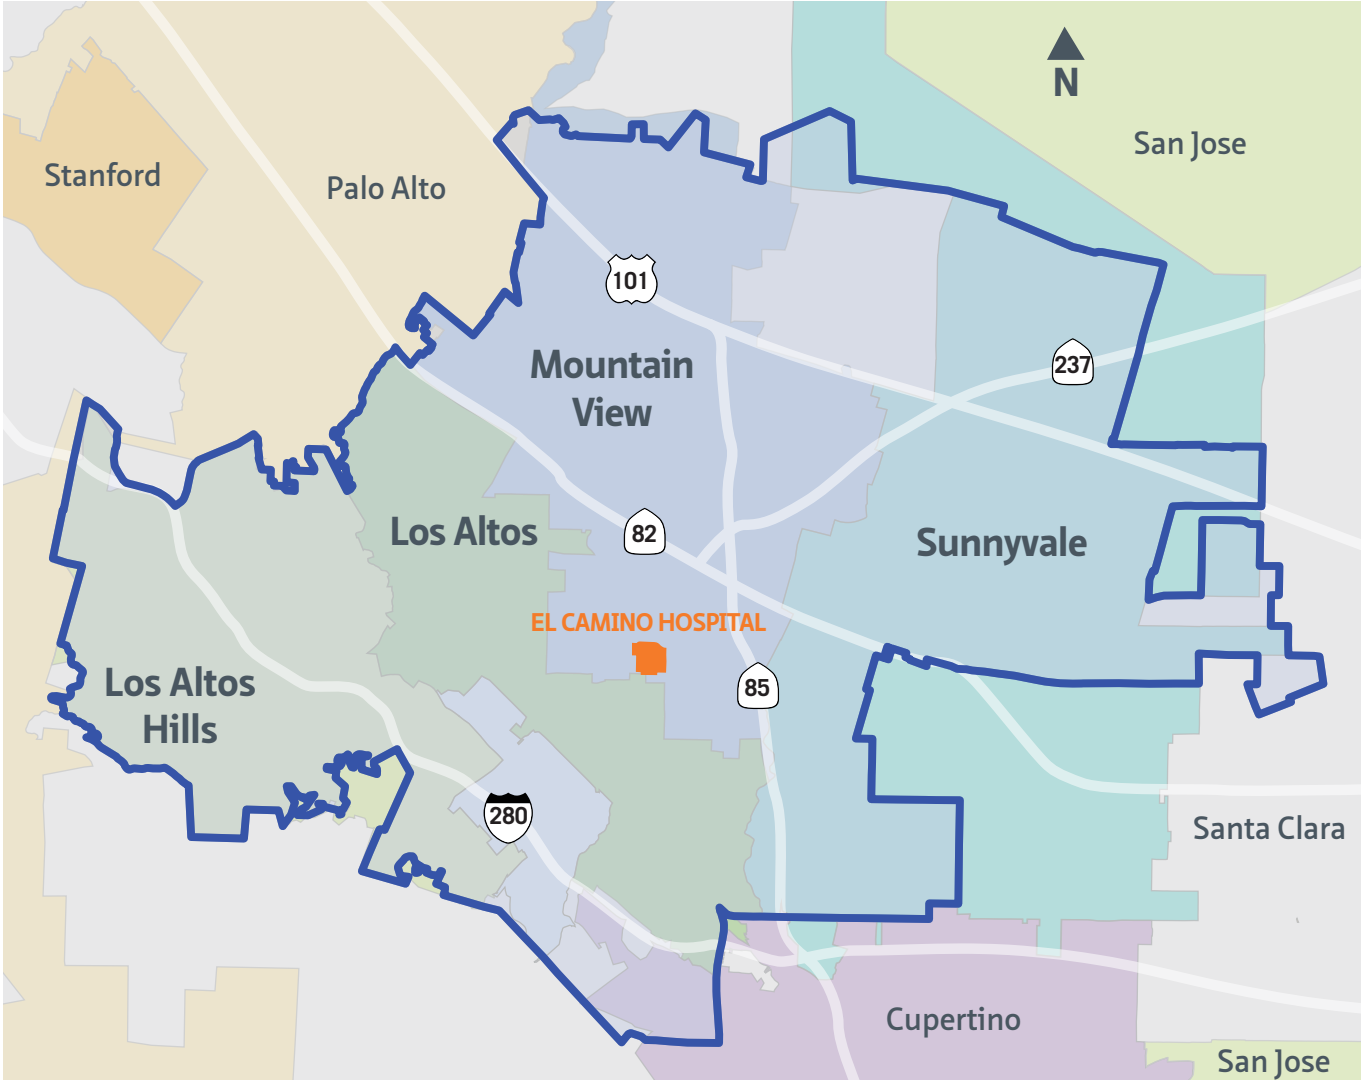 N
San Jose
Stanford
Palo Alto
101
Mountain
View
237
Los Altos
82
Sunnyvale
EL CAMINO HOSPITAL
Los Altos
Hills
85
280
Santa Clara
Cupertino
San Jose